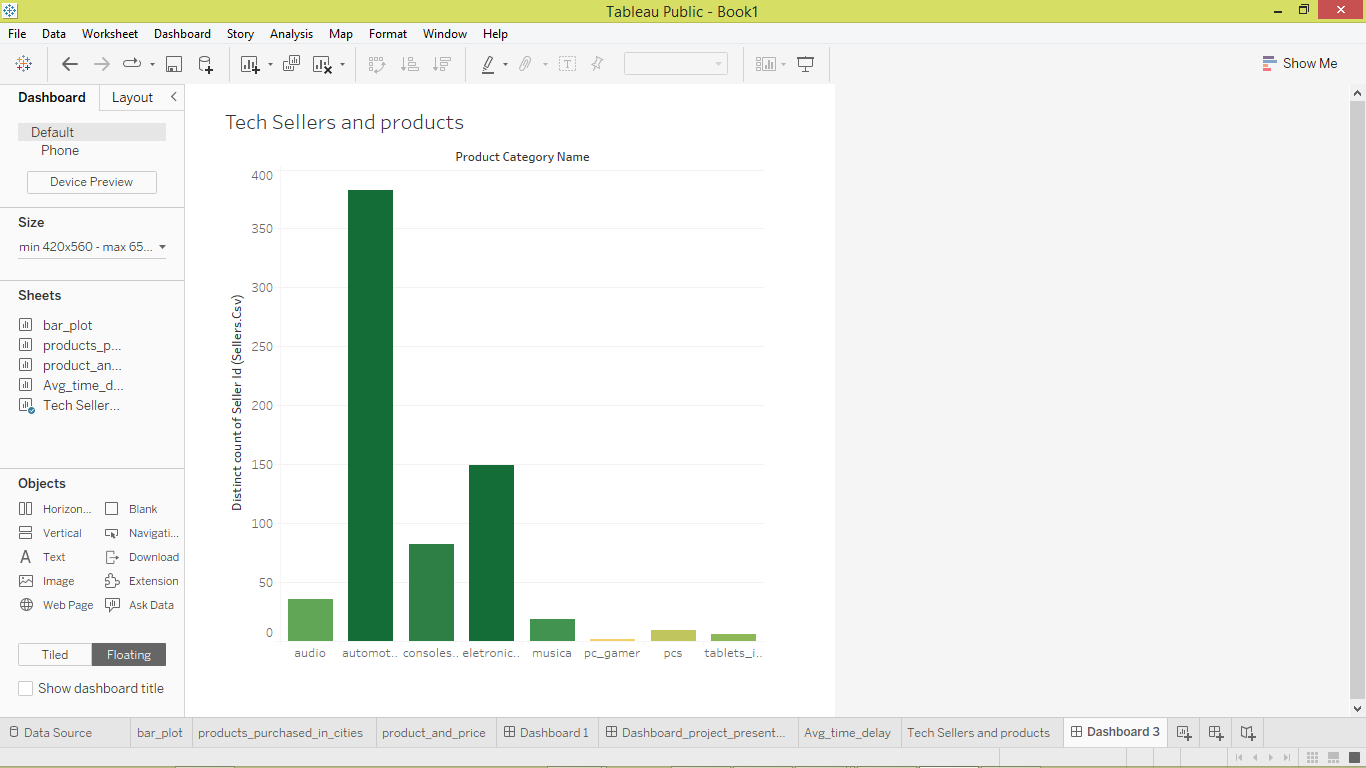 Tableau Public - Book1
File Data Worksheet Dashboard Story Analysis Map Format Window Help
Show Me
Dashboard Layout
Default
Phone
Device Preview
Size
min 420x560 - max 65...
Sheets
bar_plot
products_p...
product_an...
Avg_time_d...
Tech Seller...
Objects
Horizon... Blank
Vertical Navigati...
Text Download
Image Extension
Web Page Ask Data
Tiled Floating
Show dashboard title
Tech Sellers and products
Product Category Name
Distinct count of Seller Id (Sellers.Csv)
400
350
300
250
200
150
100
50
0
audio automot.. consoles.. eletronic.. musica pc_gamer pcs tablets_i..
Data Source bar_plot products_purchased_in_cities product_and_price Dashboard 1 Dashboard_project_present... Avg_time_delay Tech Sellers and products Dashboard 3